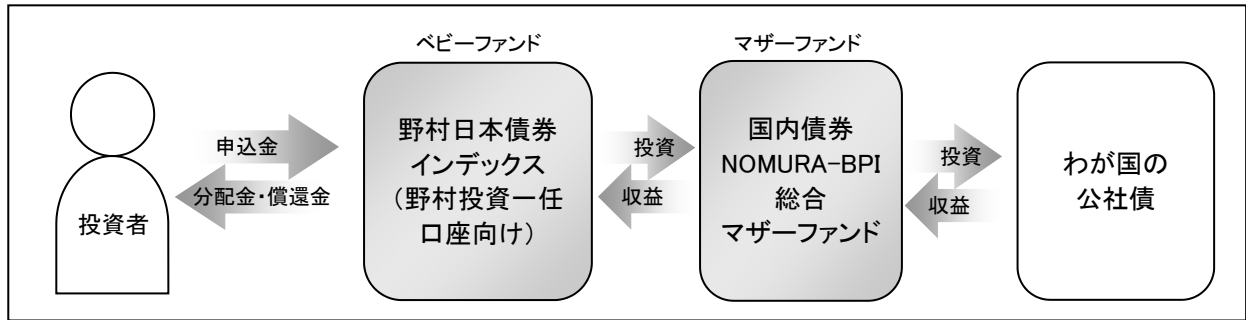 ベビーファンド
マザーファンド
投資者
申込金
分配金・償還金
野村日本債券
インデックス
(野村投資一任
口座向け)
投資
収益
国内債券
NOMURA-BPI
総合
マザーファンド
投資
収益
わが国の
公社債